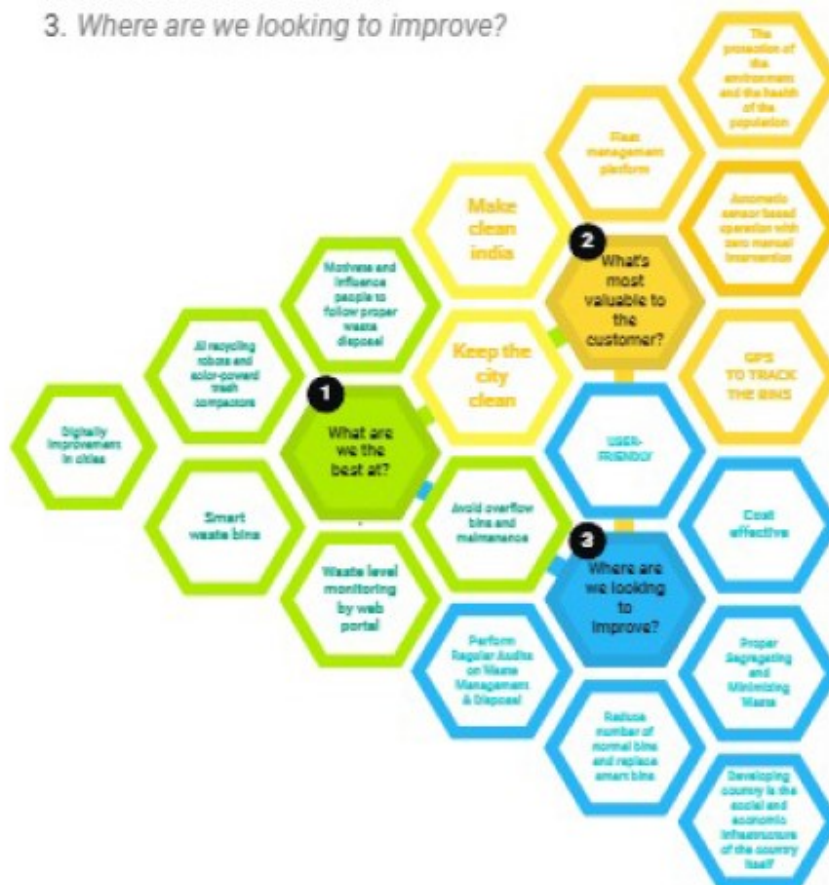 3. Where are we looking to improve?
The
protection of
the
environment
and the health
of the
population
Fleet
management
platform
Make
clean
india
Automatic
sensor based
operation with
zero manual
intervention
2
What's
most
valuable to
the
customer?
Motivate and
influence
people to
follow proper
waste
disposal
AI recycling
robots and
solar-powerd
trash
compactors
Keep the
city
clean
GPS
TO TRACK
THE BINS
1
What are
we the
best at?
Digitally
improvement
in cities
USER-
FRIENDLY
Smart
waste bins
Avoid overflow
bins and
maintenance
Cost
effective
3
Where are
we looking
to
improve?
Waste level
monitoring
by web
portal
Perform
Regular Audits
on Waste
Management
& Disposal
Proper
Segregating
and
Minimizing
Waste
Reduce
number of
normal bins
and replace
smart bins
Developing
country is the
social and
economic
infrastructure
of the country
itself